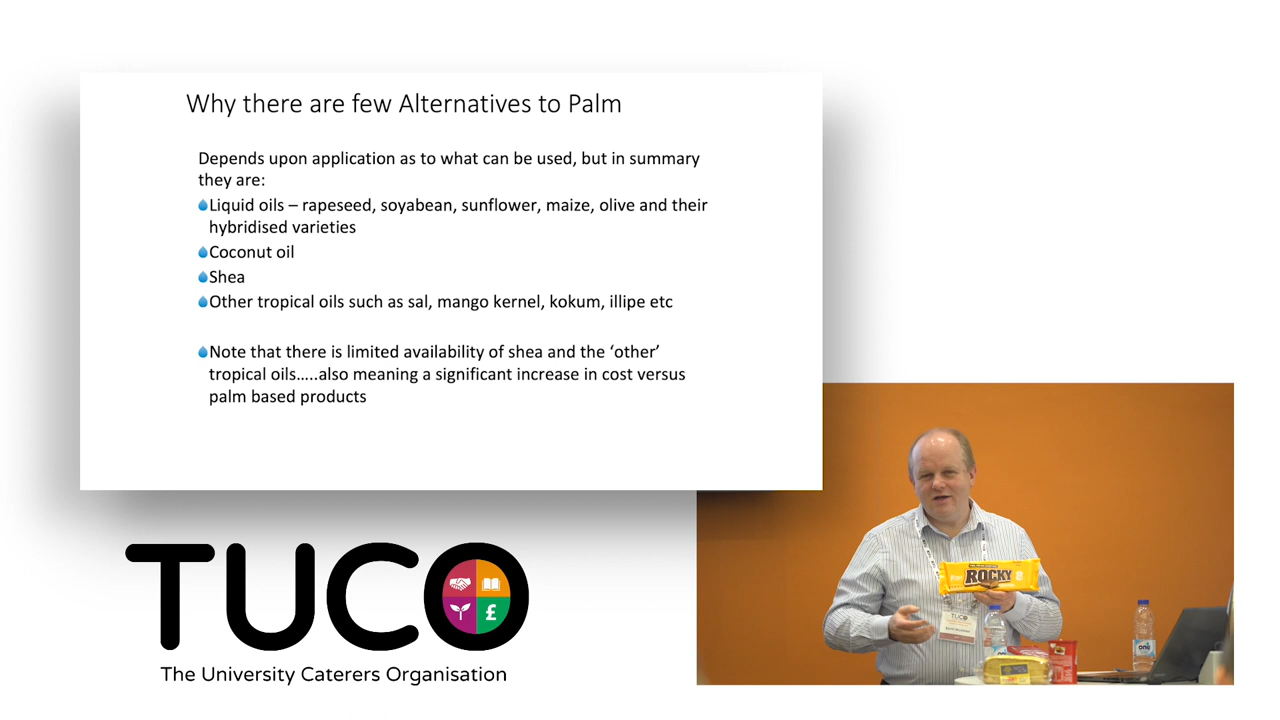 Why there are few Alternatives to Palm
Depends upon application as to what can be used, but in summary
they are:
Liquid oils – rapeseed, soyabean, sunflower, maize, olive and their
hybridised varieties
Coconut oil
Shea
Other tropical oils such as sal, mango kernel, kokum, illipe etc
Note that there is limited availability of shea and the ‘other’
tropical oils…..also meaning a significant increase in cost versus
palm based products
ROCKY
TUCO
one
TUCO
£
The University Caterers Organisation